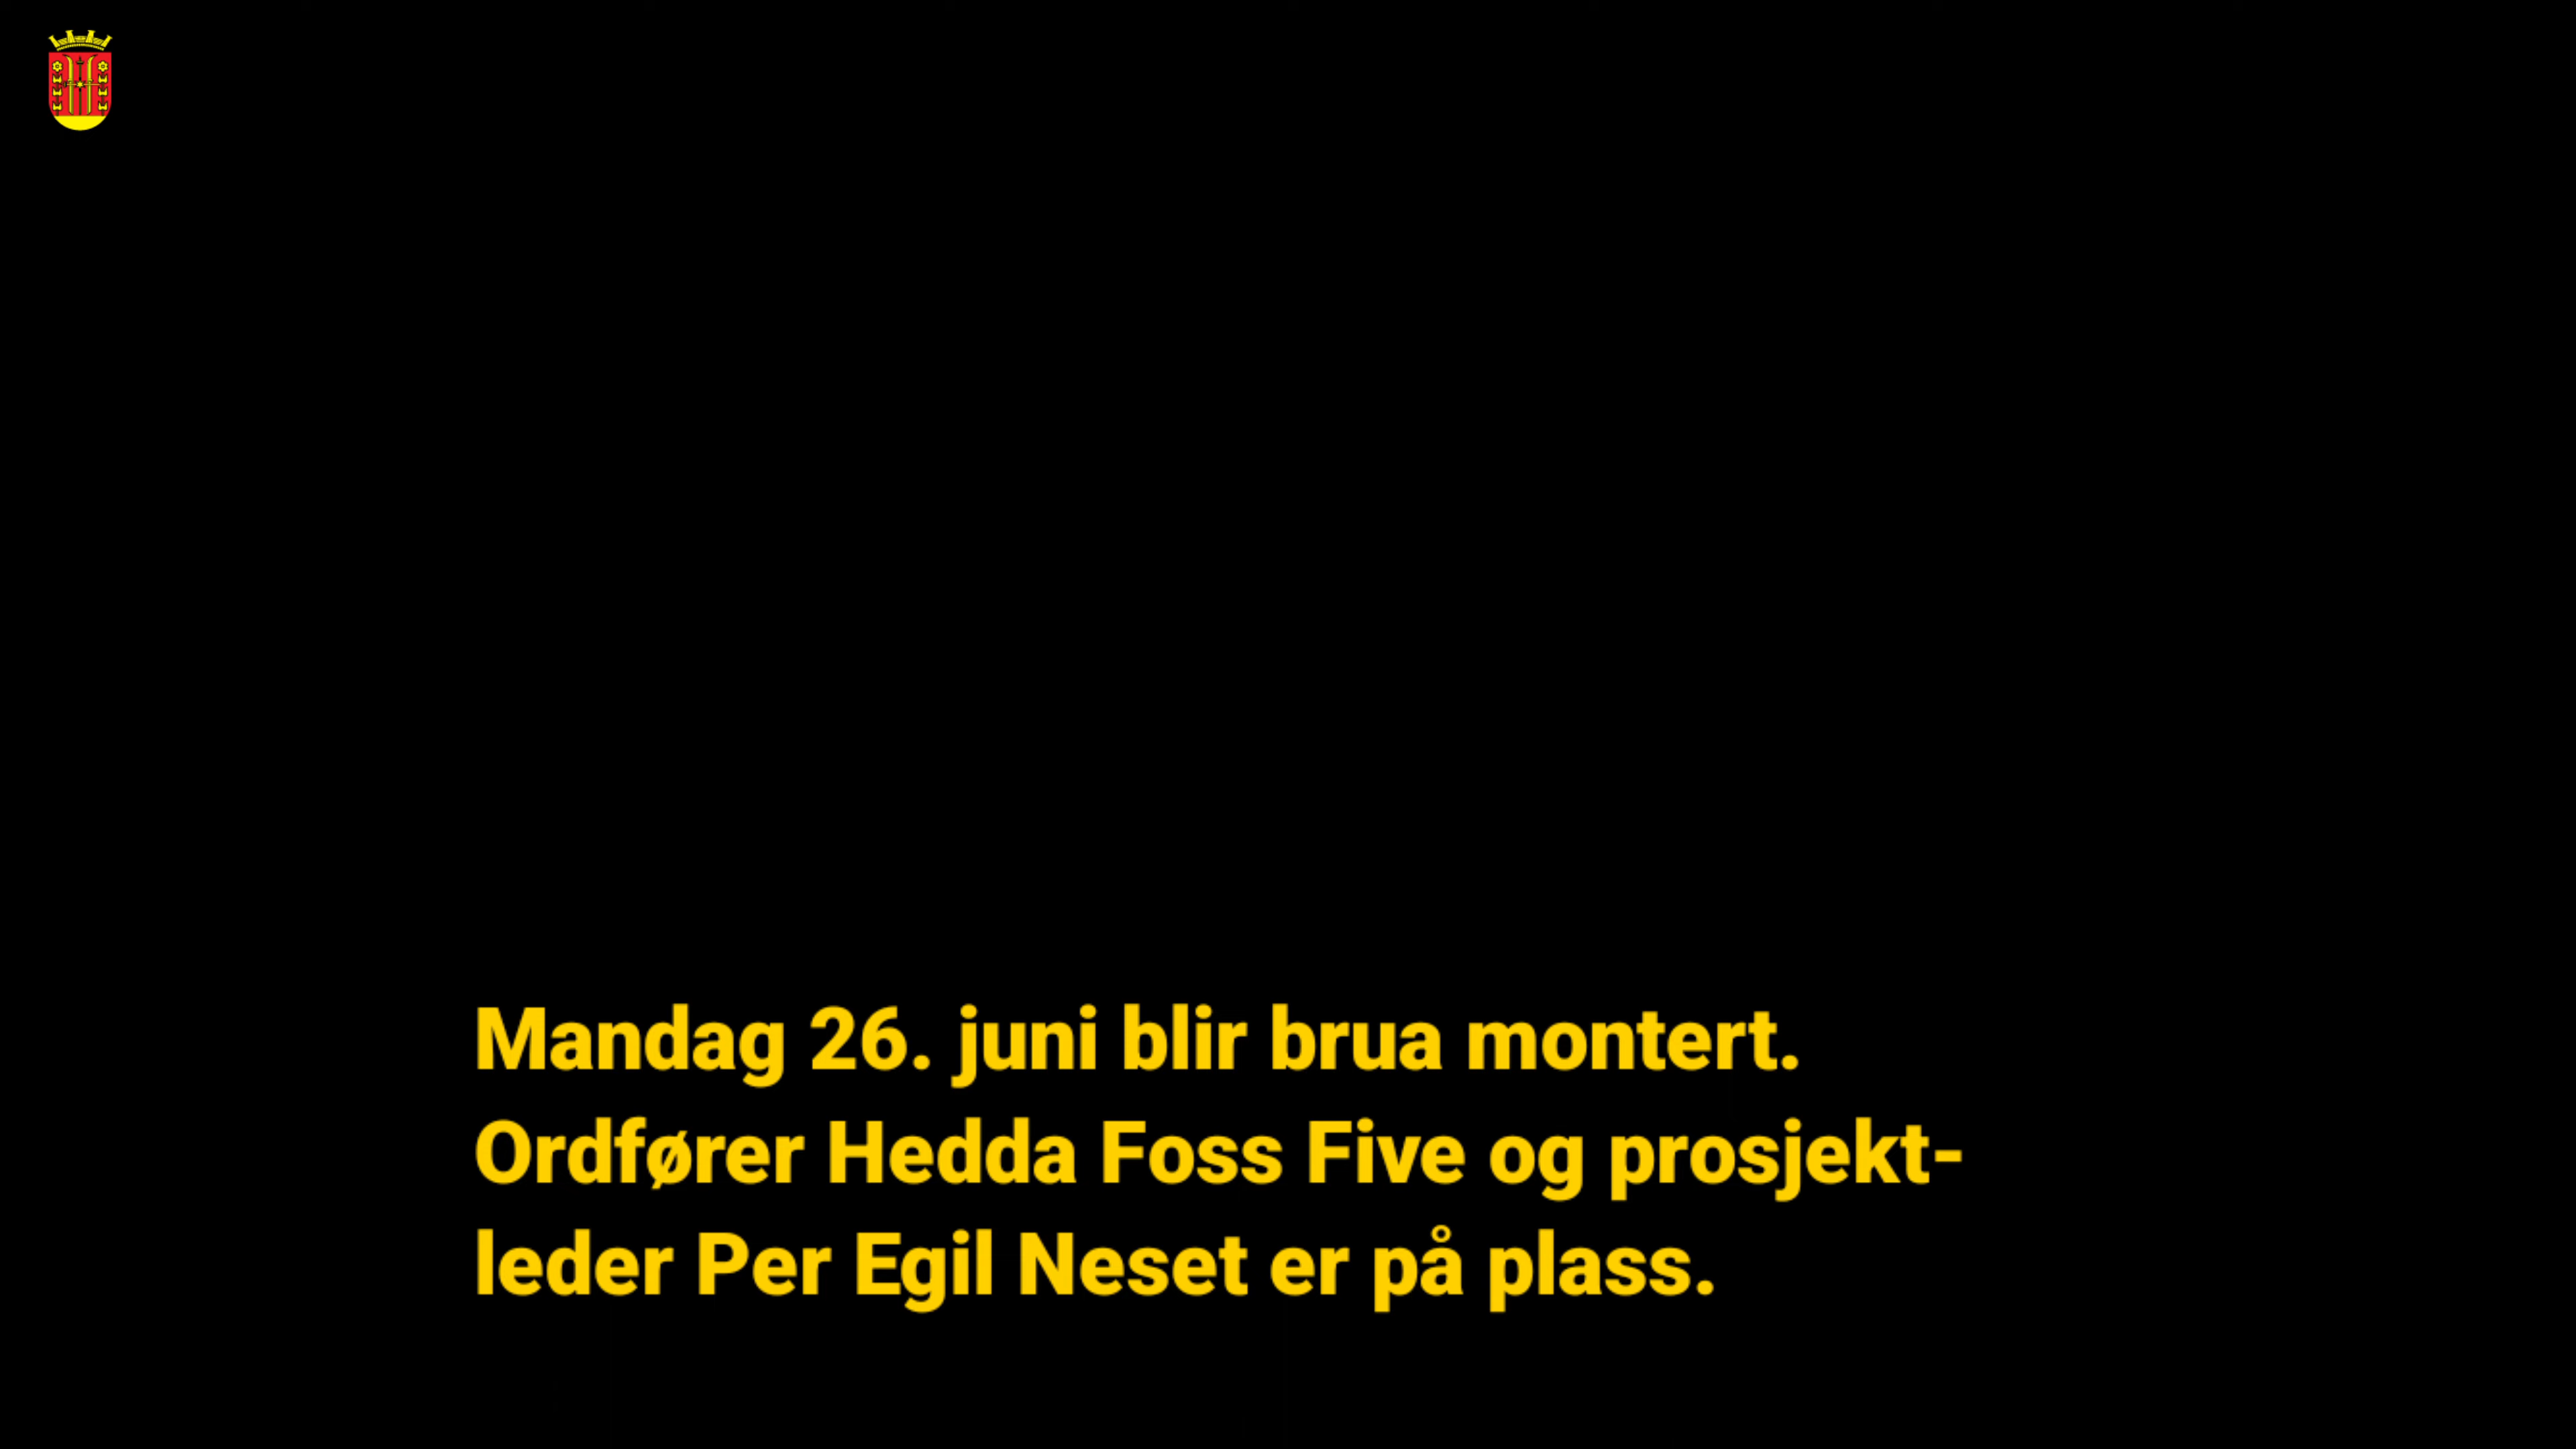 Mandag 26. juni blir brua montert.
Ordfører Hedda Foss Five og prosjekt-
leder Per Egil Neset er på plass.